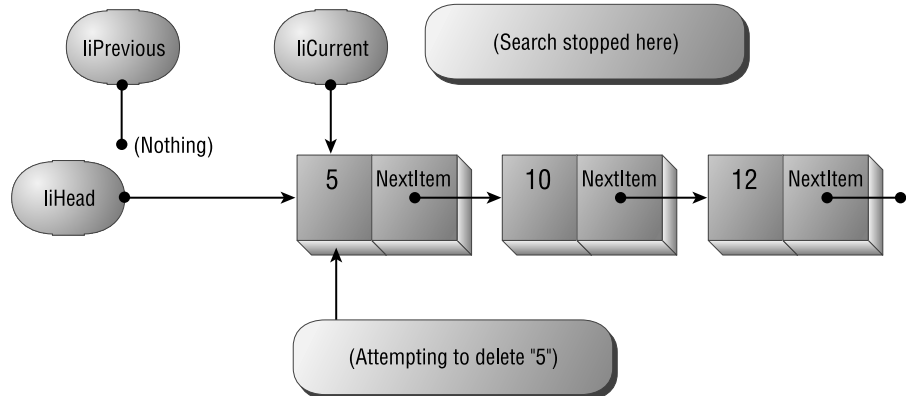 liPrevious
liCurrent
(Search stopped here)
(Nothing)
liHead
5
NextItem
10
NextItem
12
NextItem
(Attempting to delete "5")